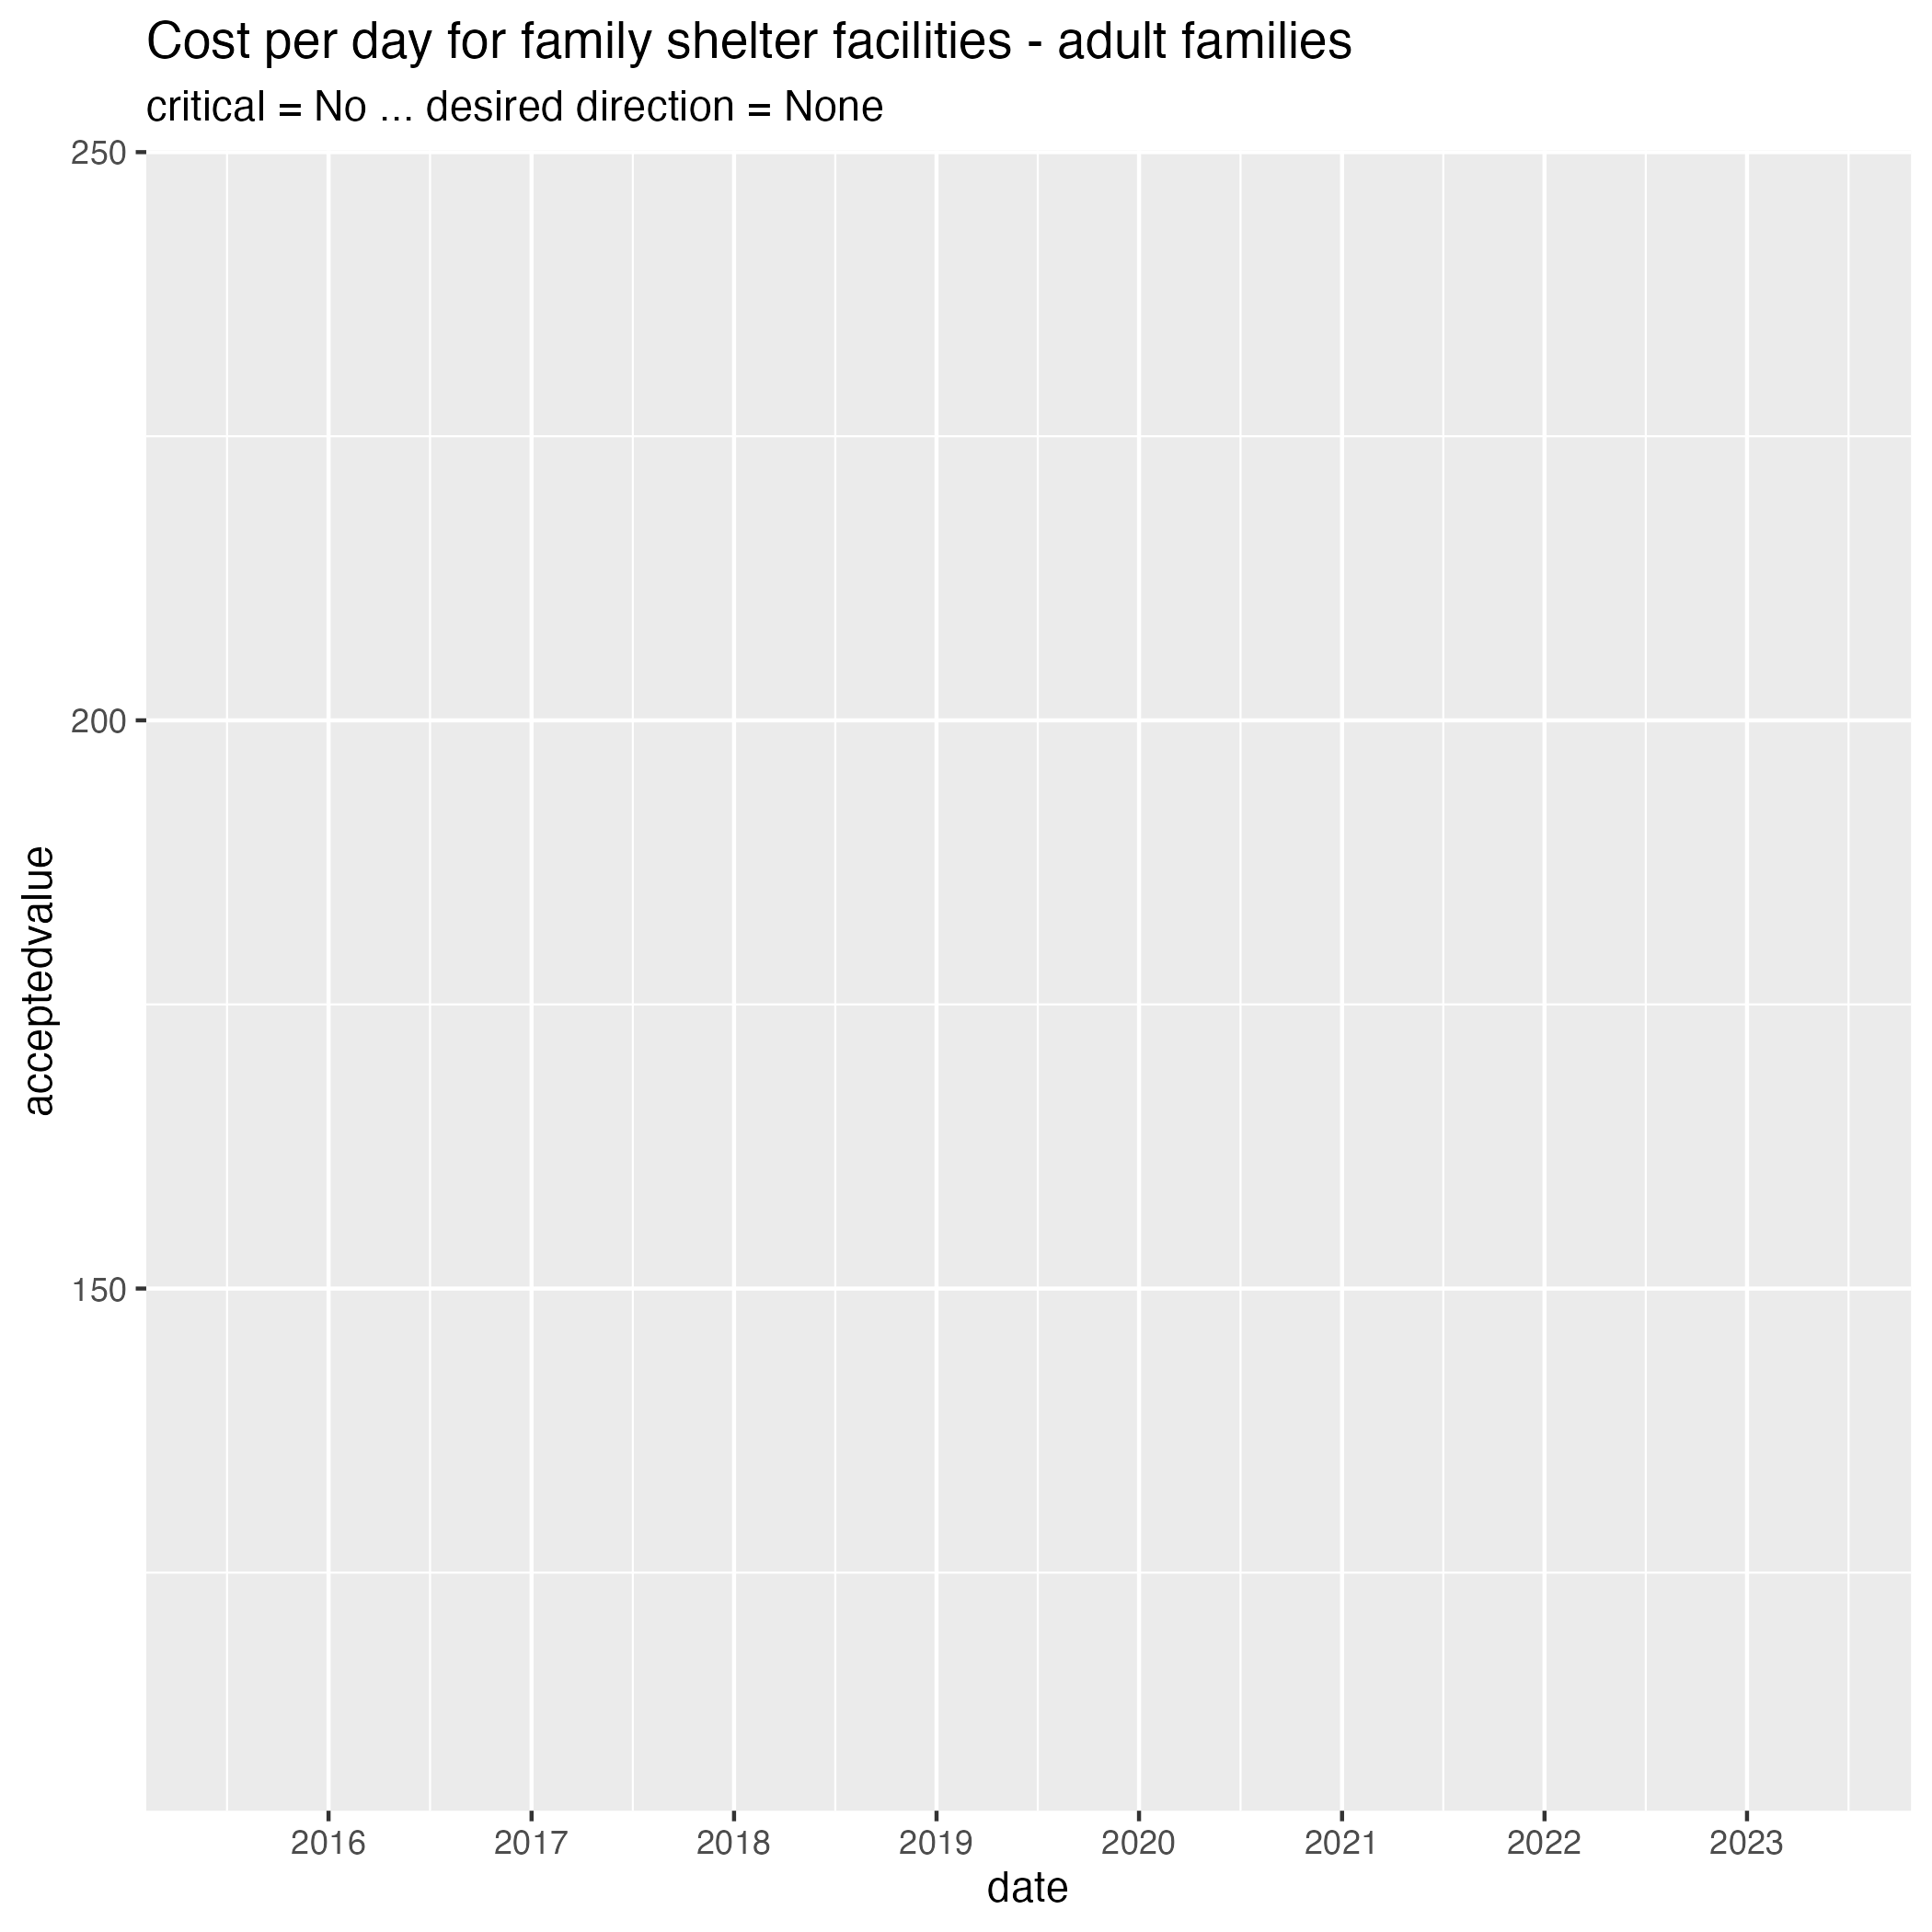 Cost per day for family shelter facilities - adult families
critical = No ... desired direction = None
250
200
150
acceptedvalue
2016 2017 2018 2019 2020 2021 2022 2023
date